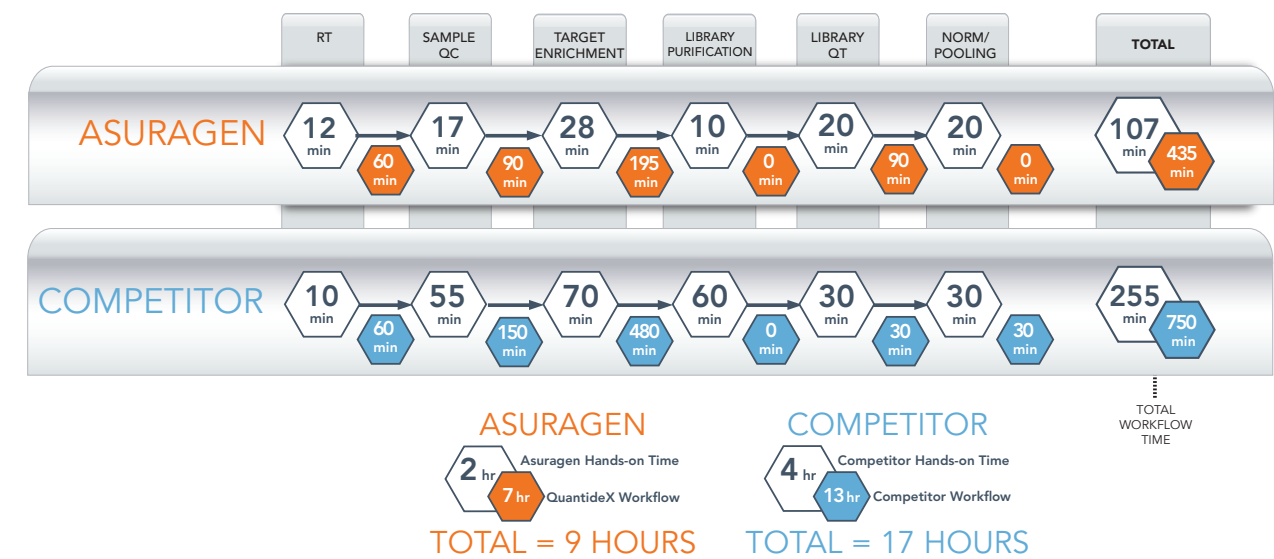 RT
SAMPLE
QC
TARGET
ENRICHMENT
LIBRARY
PURIFICATION
LIBRARY
QT
NORM/
POOLING
TOTAL
ASURAGEN
12
min
60
min
17
min
90
min
28
min
195
min
10
min
0
min
20
min
90
min
20
min
0
min
107
min
435
min
COMPETITOR
10
min
60
min
55
min
150
min
70
min
480
min
60
min
0
min
30
min
30
min
30
min
30
min
255
min
750
min
TOTAL
WORKFLOW
TIME
ASURAGEN
2 hr
Asuragen Hands-on Time
7 hr
QuantideX Workflow
TOTAL = 9 HOURS
COMPETITOR
4 hr
Competitor Hands-on Time
13 hr
Competitor Workflow
TOTAL = 17 HOURS